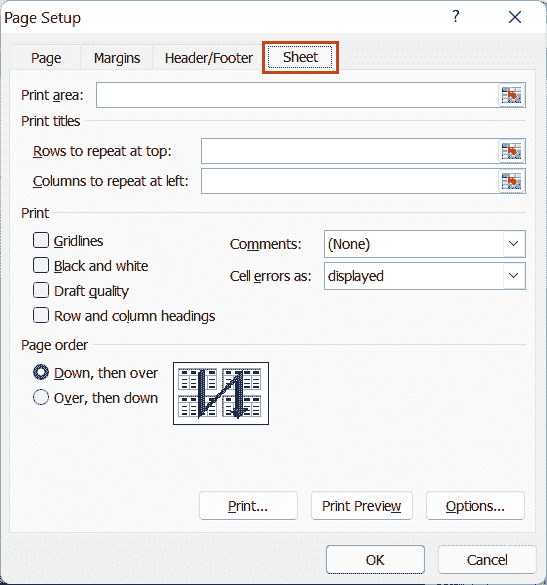 Page Setup ?
Page Margins Header/Footer Sheet
Print area:
Print titles
Rows to repeat at top:
Columns to repeat at left:
Print
Gridlines Comments: (None)
Black and white Cell errors as: displayed
Draft quality
Row and column headings
Page order
Down, then over
Over, then down
Print... Print Preview Options...
OK Cancel